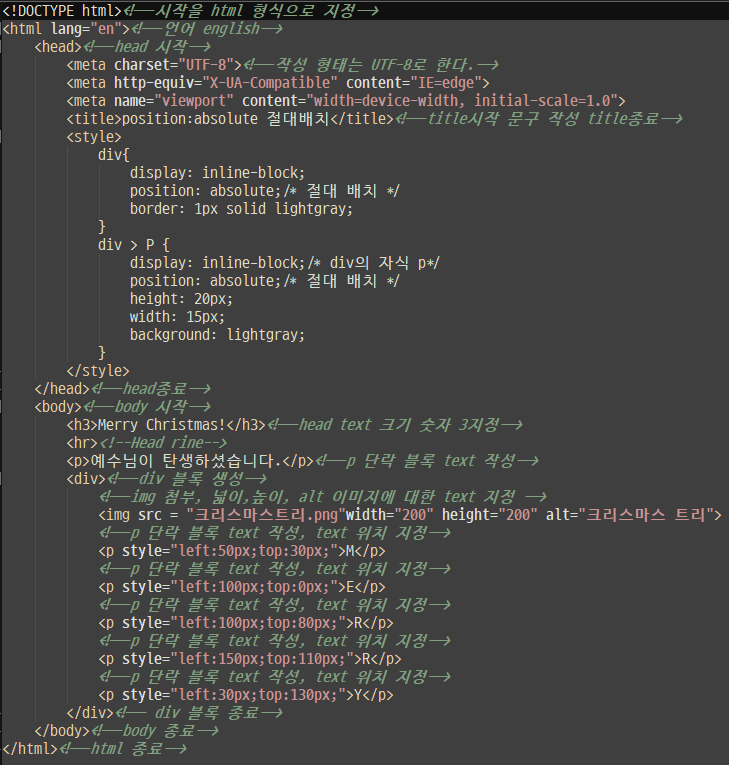 <!DOCTYPE html><!--시작을 html 형식으로 지정-->
<html lang="en"><!--언어 english-->
<head><!--head 시작-->
<meta charset="UTF-8"><!--작성 형태는 UTF-8로 한다.-->
<meta http-equiv="X-UA-Compatible" content="IE=edge">
<meta name="viewport" content="width=device-width, initial-scale=1.0">
<title>position:absolute 절대배치</title><!--title시작 문구 작성 title종료-->
<style>
div{
display: inline-block;
position: absolute;/* 절대 배치 */
border: 1px solid lightgray;
}
div > P {
display: inline-block;/* div의 자식 p*/
position: absolute;/* 절대 배치 */
height: 20px;
width: 15px;
background: lightgray;
}
</style>
</head><!--head종료-->
<body><!--body 시작-->
<h3>Merry Christmas!</h3><!--head text 크기 숫자 3지정-->
<hr><!--Head rine-->
<p>예수님이 탄생하셨습니다.</p><!--p 단락 블록 text 작성-->
<div><!--div 블록 생성-->
<!--img 첨부, 넓이,높이, alt 이미지에 대한 text 지정 -->
<img src = "크리스마스트리.png"width="200" height="200" alt="크리스마스 트리">
<!--p 단락 블록 text 작성, text 위치 지정-->
<p style="left:50px;top:30px;">M</p>
<!--p 단락 블록 text 작성, text 위치 지정-->
<p style="left:100px;top:0px;">E</p>
<!--p 단락 블록 text 작성, text 위치 지정-->
<p style="left:100px;top:80px;">R</p>
<!--p 단락 블록 text 작성, text 위치 지정-->
<p style="left:150px;top:110px;">R</p>
<!--p 단락 블록 text 작성, text 위치 지정-->
<p style="left:30px;top:130px;">Y</p>
</div><!-- div 블록 종료-->
</body><!--body 종료-->
</html><!--html 종료-->